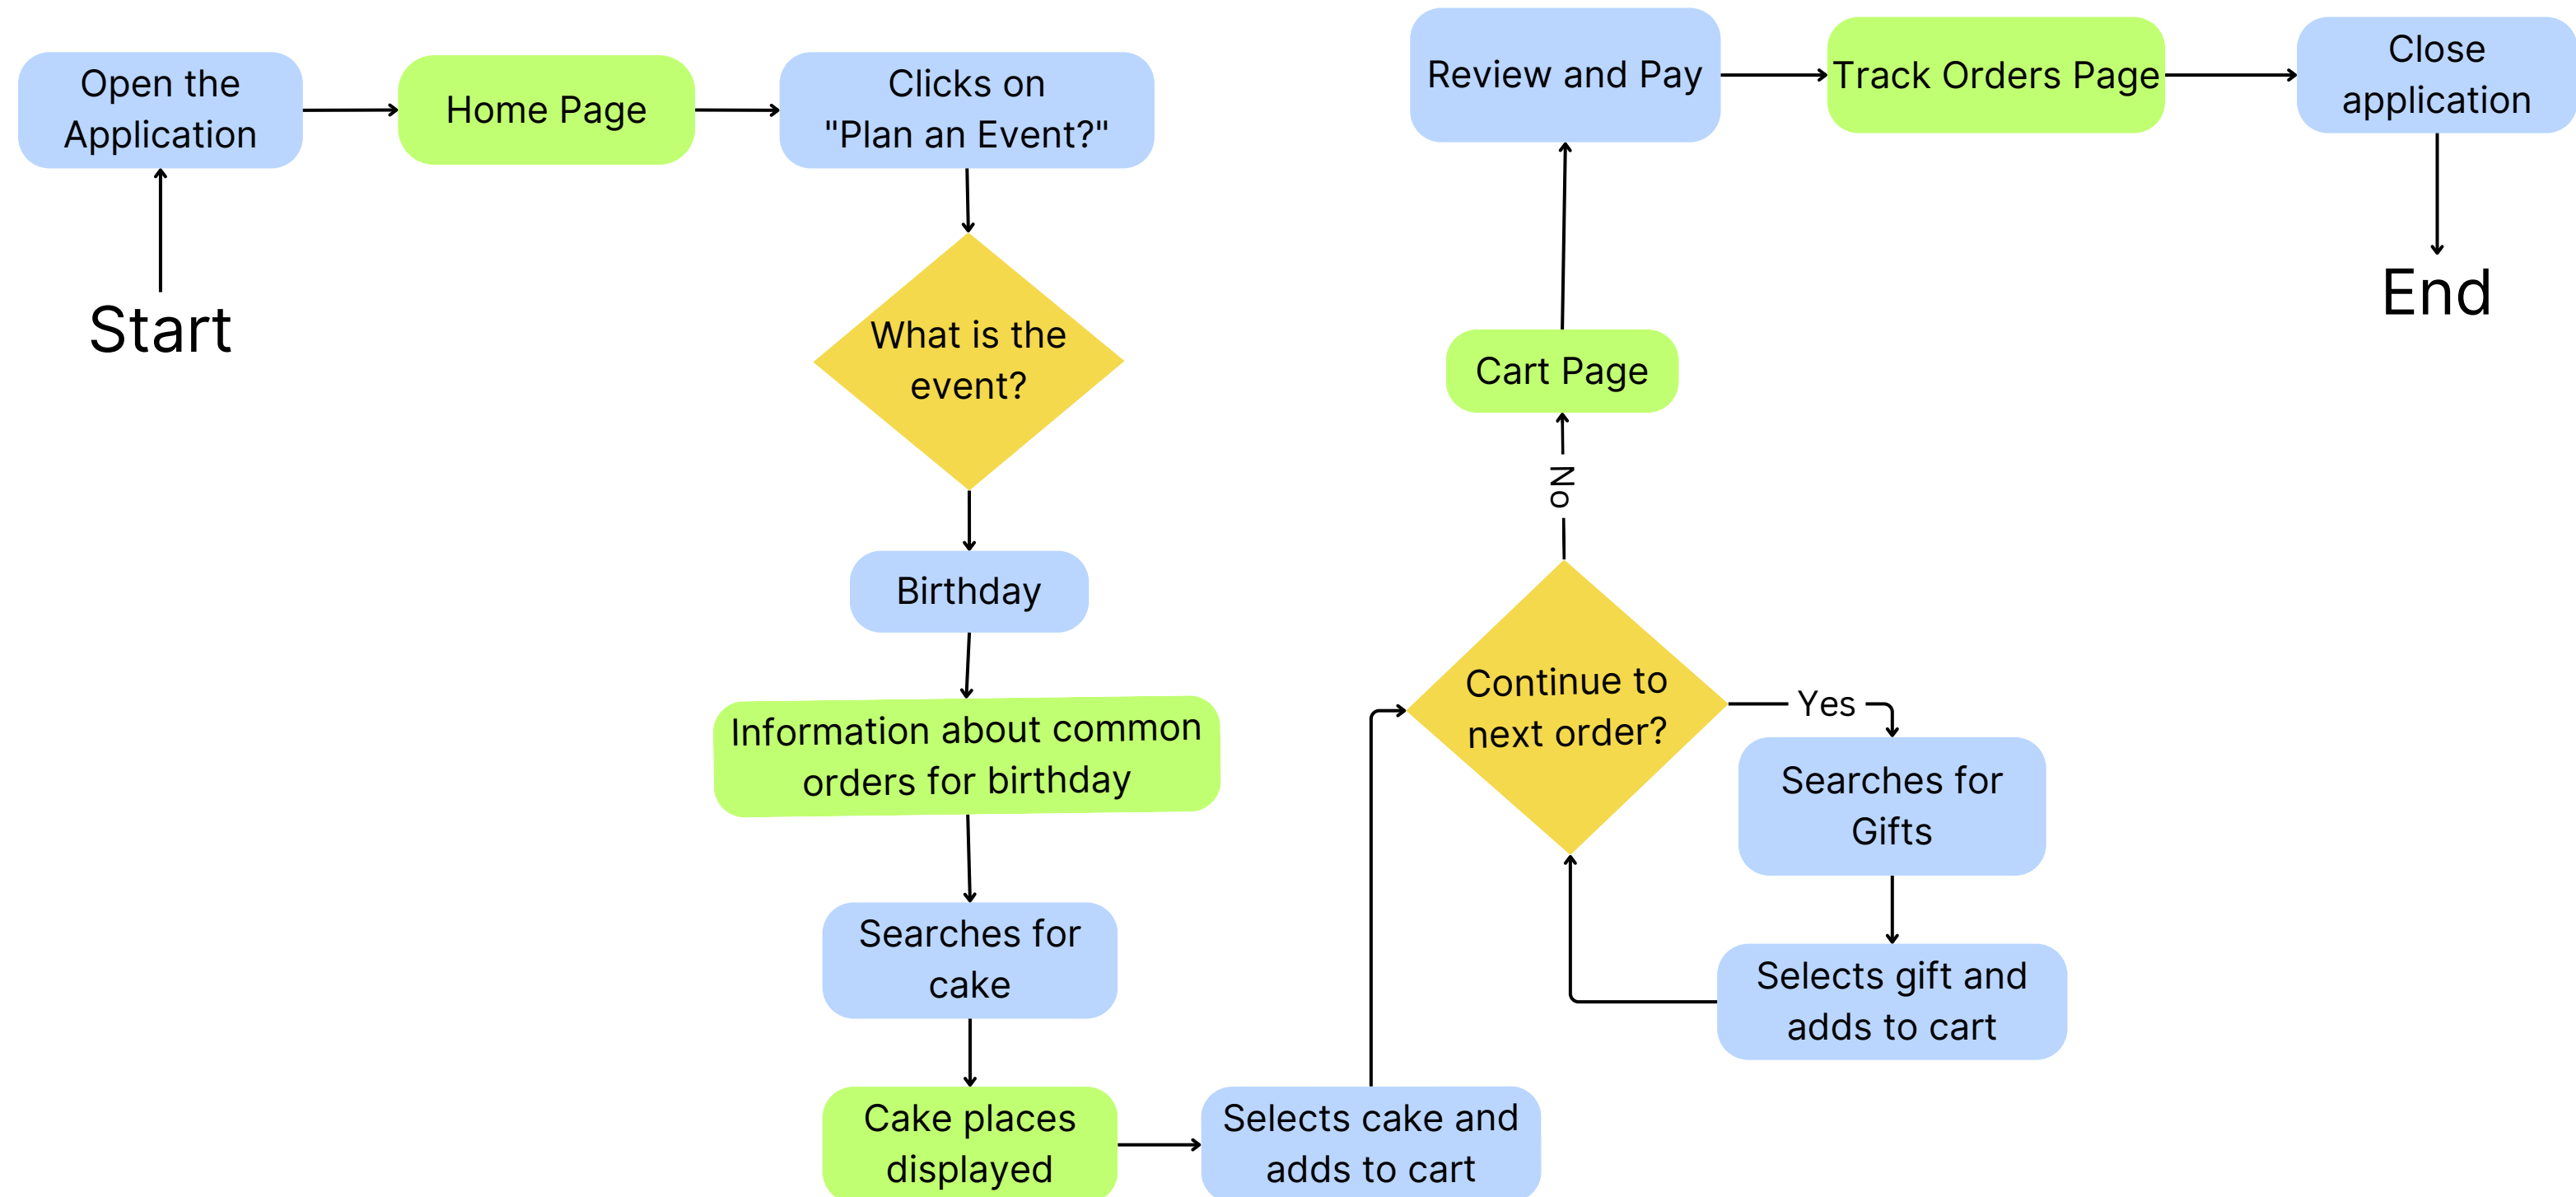 Start
Open the
Application
Home Page
Clicks on
"Plan an Event?"
What is the
event?
Birthday
Information about common
orders for birthday
Searches for
cake
Cake places
displayed
Selects cake and
adds to cart
Continue to
next order?
Yes
Searches for
Gifts
Selects gift and
adds to cart
No
Cart Page
Review and Pay
Track Orders Page
Close
application
End